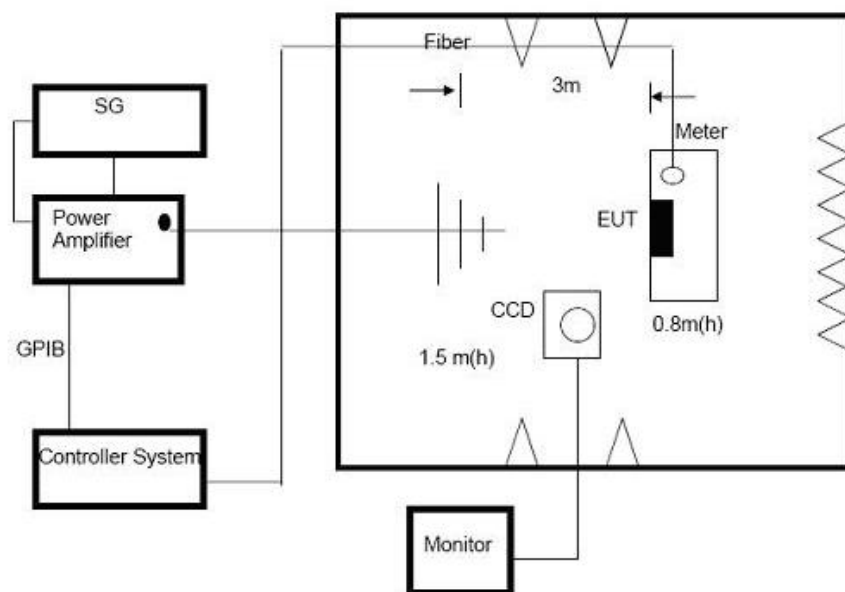 Fiber
3m
SG
Meter
Power
Amplifier
EUT
CCD
0.8m(h)
GPIB
1.5 m(h)
Controller System
Monitor